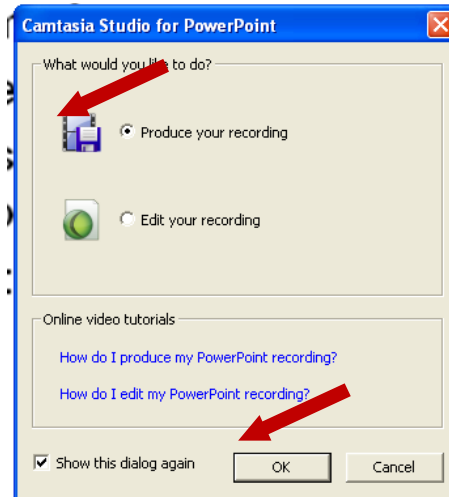 Camtasia Studio for PowerPoint
What would you like to do?
Produce your recording
Edit your recording
Online video tutorials
How do I produce my PowerPoint recording?
How do I edit my PowerPoint recording?
Show this dialog again
OK
Cancel